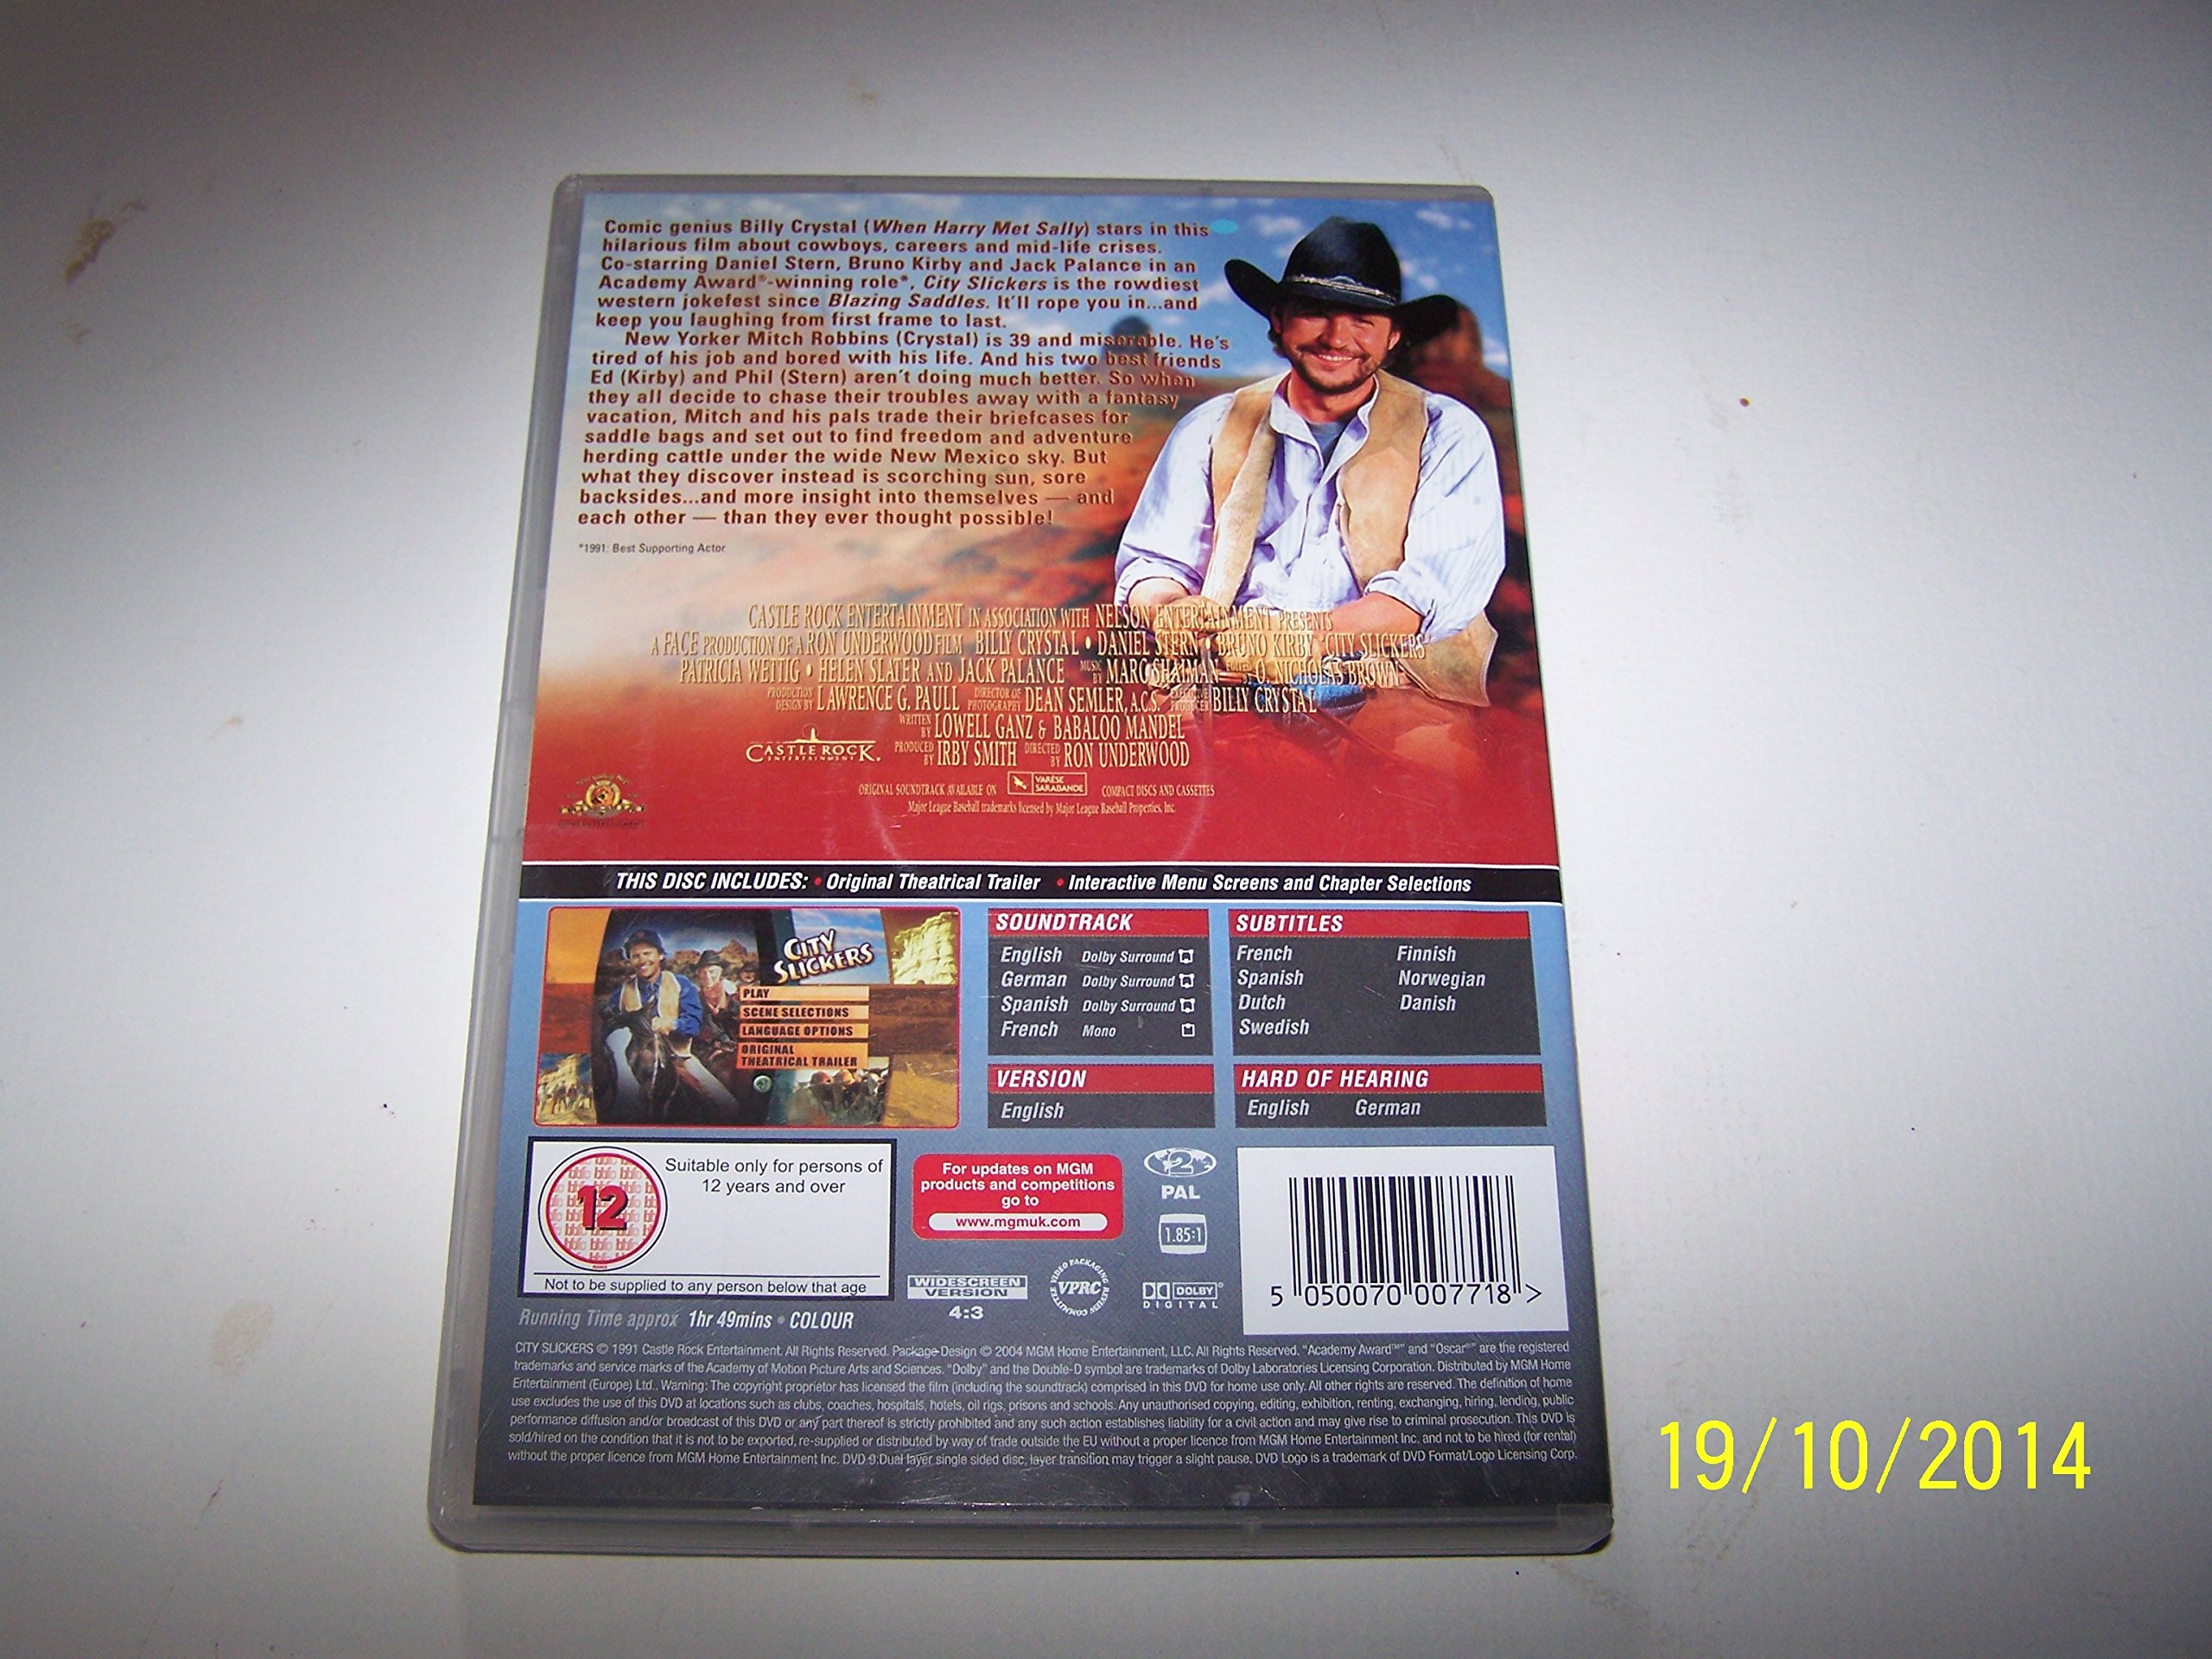 Comic genius Billy Crystal (When Harry Met Sally) stars in this
hilarious film about cowboys, careers and mid-life crises.
Co-starring Daniel Stern, Bruno Kirby and Jack Palance in an
Academy Award®-winning role*, City Slickers is the rowdiest
western jokefest since Blazing Saddles. It'll rope you in...and
keep you laughing from first frame to last.
New Yorker Mitch Robbins (Crystal) is 39 and miserable. He's
tired of his job and bored with his life. And his two best friends
Ed (Kirby) and Phil (Stern) aren't doing much better. So when
they all decide to chase their troubles away with a fantasy
vacation, Mitch and his pals trade their briefcases for
saddle bags and set out to find freedom and adventure
herding cattle under the wide New Mexico sky. But
what they discover instead is scorching sun, sore
backsides...and more insight into themselves — and
each other — than they ever thought possible!
*1991: Best Supporting Actor
CASTLE ROCK ENTERTAINMENT IN ASSOCIATION WITH NELSON ENTERTAINMENT PRESENTS
A FACE PRODUCTION OF A RON UNDERWOOD FILM BILLY CRYSTAL • DANIEL STERN • BRUNO KIRBY "CITY SLICKERS"
PATRICIA WETTIG • HELEN SLATER AND JACK PALANCE MUSIC BY MARC SHAIMAN EDITED BY O. NICHOLAS BROWN
PRODUCTION DESIGN BY LAWRENCE G. PAULL DIRECTOR OF PHOTOGRAPHY DEAN SEMLER, A.C.S. EXECUTIVE PRODUCER BILLY CRYSTAL
WRITTEN BY LOWELL GANZ & BABALOO MANDEL
CASTLE ROCK ENTERTAINMENT PRODUCED BY IRBY SMITH DIRECTED BY RON UNDERWOOD
ORIGINAL SOUNDTRACK AVAILABLE ON VARÈSE SARABANDE COMPACT DISCS AND CASSETTES
Major League Baseball trademarks licensed by Major League Baseball Properties, Inc.
THIS DISC INCLUDES: • Original Theatrical Trailer • Interactive Menu Screens and Chapter Selections
CITY
SLICKERS
PLAY
SCENE SELECTIONS
LANGUAGE OPTIONS
ORIGINAL
THEATRICAL TRAILER
SOUNDTRACK
English Dolby Surround
German Dolby Surround
Spanish Dolby Surround
French Mono
VERSION
English
SUBTITLES
French Finnish
Spanish Norwegian
Dutch Danish
Swedish
HARD OF HEARING
English German
12
Suitable only for persons of
12 years and over
Not to be supplied to any person below that age
For updates on MGM
products and competitions
go to
www.mgmuk.com
2
PAL
1.85:1
WIDESCREEN
VERSION
4:3
VIDEO PACKAGING REVIEW COMMITTEE
VPRC
DOLBY
DIGITAL
5 050070 007718 >
Running Time approx 1hr 49mins • COLOUR
CITY SLICKERS © 1991 Castle Rock Entertainment. All Rights Reserved. Package Design © 2004 MGM Home Entertainment, LLC. All Rights Reserved. "Academy Award™" and "Oscar®" are the registered
trademarks and service marks of the Academy of Motion Picture Arts and Sciences. "Dolby" and the Double-D symbol are trademarks of Dolby Laboratories Licensing Corporation. Distributed by MGM Home
Entertainment (Europe) Ltd.. Warning: The copyright proprietor has licensed the film (including the soundtrack) comprised in this DVD for home use only. All other rights are reserved. The definition of home
use excludes the use of this DVD at locations such as clubs, coaches, hospitals, hotels, oil rigs, prisons and schools. Any unauthorised copying, editing, exhibition, renting, exchanging, hiring, lending, public
performance diffusion and/or broadcast of this DVD or any part thereof is strictly prohibited and any such action establishes liability for a civil action and may give rise to criminal prosecution. This DVD is
sold/hired on the condition that it is not to be exported, re-supplied or distributed by way of trade outside the EU without a proper licence from MGM Home Entertainment Inc. and not to be hired (for rental)
without the proper licence from MGM Home Entertainment Inc. DVD 9:Dual layer single sided disc, layer transition may trigger a slight pause. DVD Logo is a trademark of DVD Format/Logo Licensing Corp.
19/10/2014